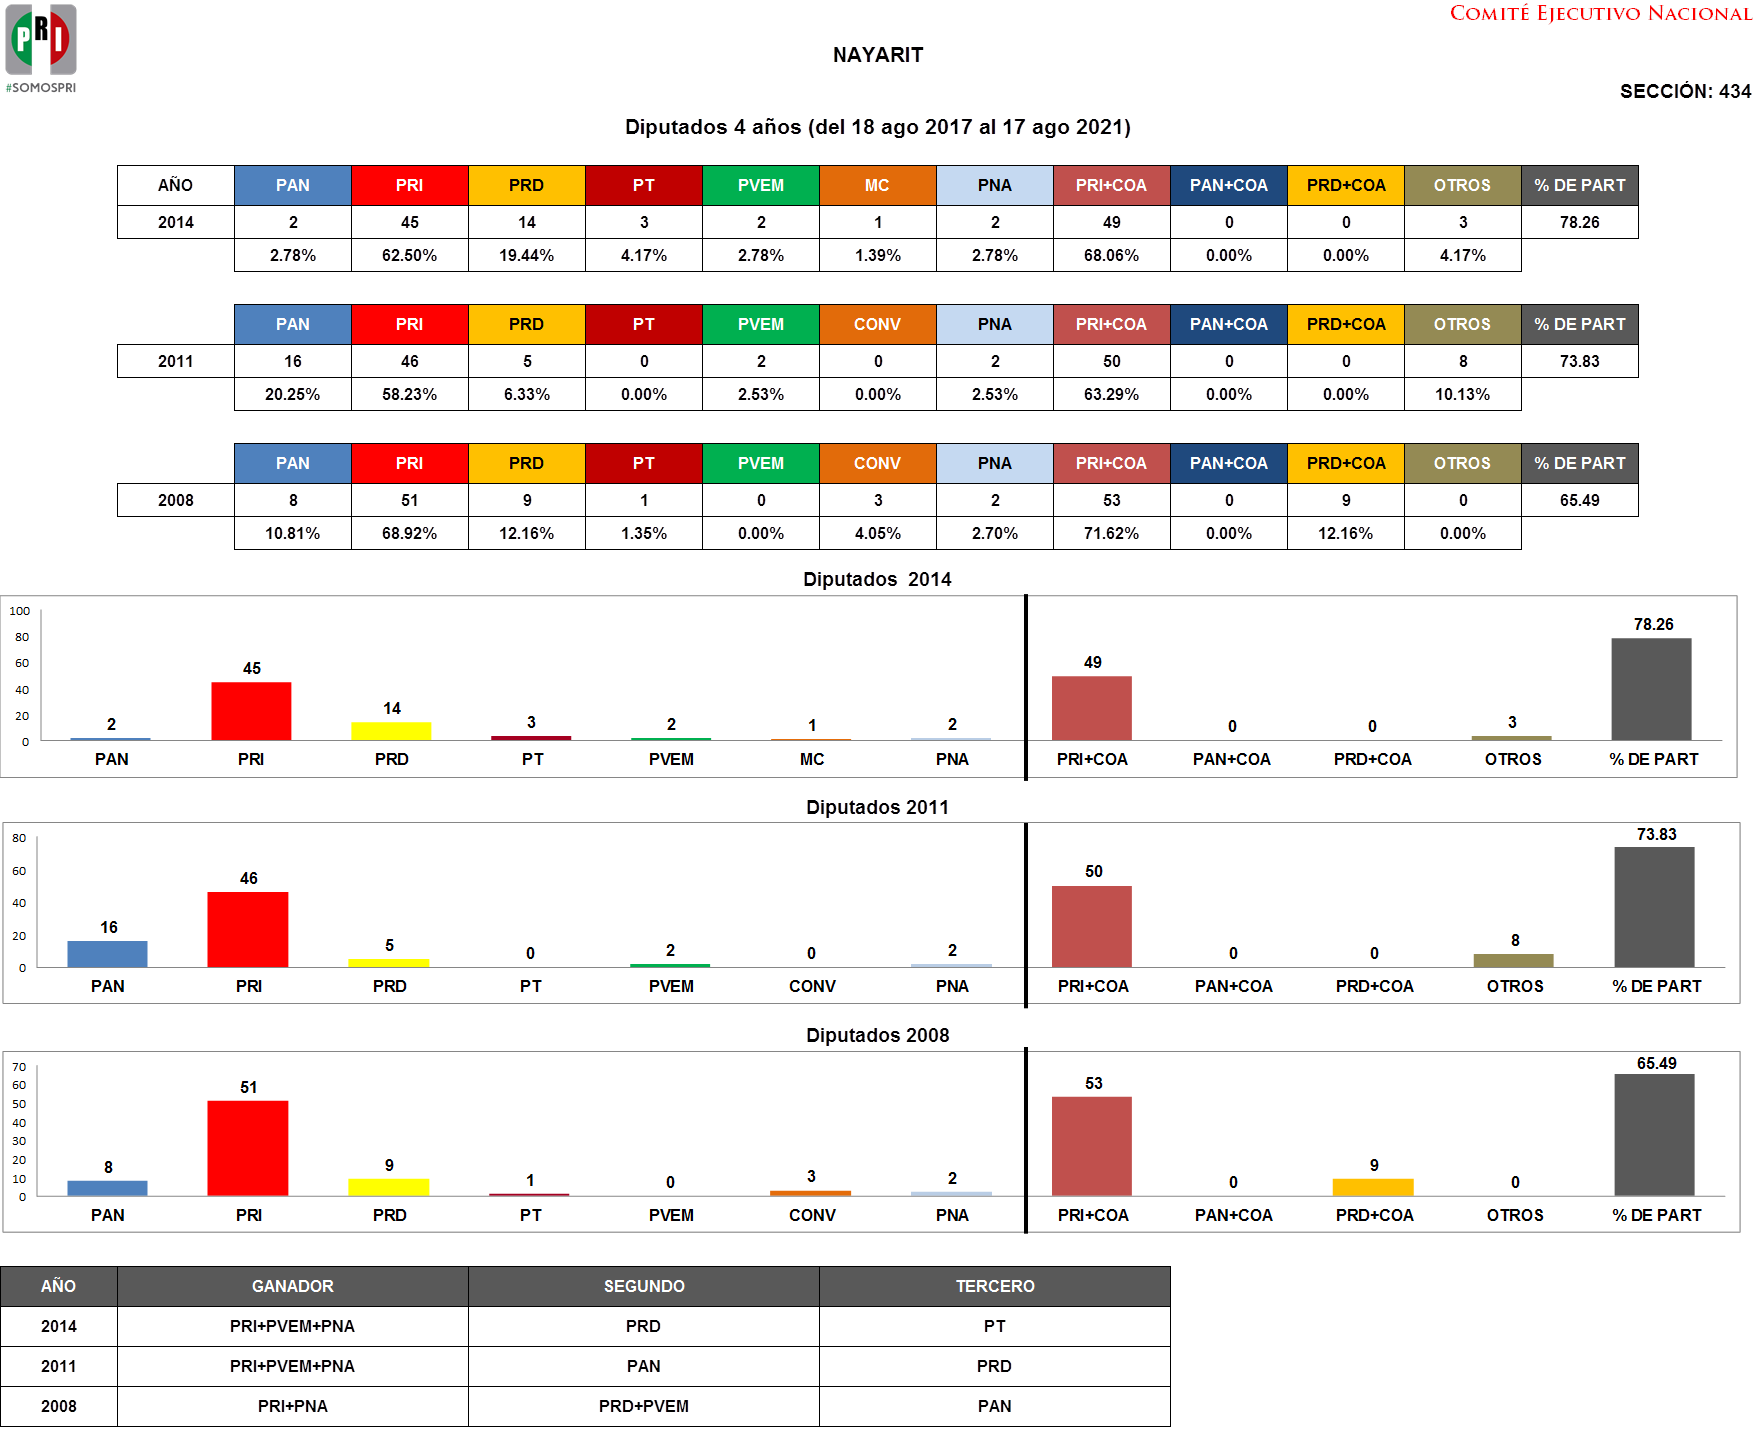 PRI
#SOMOSPRI
COMITÉ EJECUTIVO NACIONAL
NAYARIT
SECCIÓN: 434
Diputados 4 años (del 18 ago 2017 al 17 ago 2021)
AÑO PAN PRI PRD PT PVEM MC PNA PRI+COA PAN+COA PRD+COA OTROS % DE PART
2014 2 45 14 3 2 1 2 49 0 0 3 78.26
2.78% 62.50% 19.44% 4.17% 2.78% 1.39% 2.78% 68.06% 0.00% 0.00% 4.17%
PAN PRI PRD PT PVEM CONV PNA PRI+COA PAN+COA PRD+COA OTROS % DE PART
2011 16 46 5 0 2 0 2 50 0 0 8 73.83
20.25% 58.23% 6.33% 0.00% 2.53% 0.00% 2.53% 63.29% 0.00% 0.00% 10.13%
PAN PRI PRD PT PVEM CONV PNA PRI+COA PAN+COA PRD+COA OTROS % DE PART
2008 8 51 9 1 0 3 2 53 0 9 0 65.49
10.81% 68.92% 12.16% 1.35% 0.00% 4.05% 2.70% 71.62% 0.00% 12.16% 0.00%
Diputados 2014
100
80
60
40
20
0
2 45 14 3 2 1 2 49 0 0 3 78.26
PAN PRI PRD PT PVEM MC PNA PRI+COA PAN+COA PRD+COA OTROS % DE PART
Diputados 2011
80
60
40
20
0
16 46 5 0 2 0 2 50 0 0 8 73.83
PAN PRI PRD PT PVEM CONV PNA PRI+COA PAN+COA PRD+COA OTROS % DE PART
Diputados 2008
70
60
50
40
30
20
10
0
8 51 9 1 0 3 2 53 0 9 0 65.49
PAN PRI PRD PT PVEM CONV PNA PRI+COA PAN+COA PRD+COA OTROS % DE PART
AÑO GANADOR SEGUNDO TERCERO
2014 PRI+PVEM+PNA PRD PT
2011 PRI+PVEM+PNA PAN PRD
2008 PRI+PNA PRD+PVEM PAN